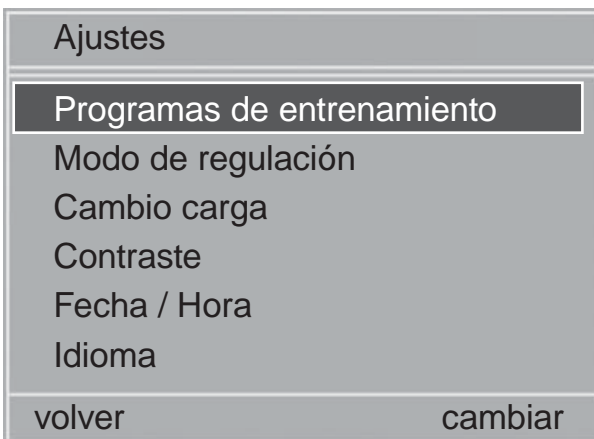 Ajustes
Programas de entrenamiento
Modo de regulación
Cambio carga
Contraste
Fecha / Hora
Idioma
volver cambiar